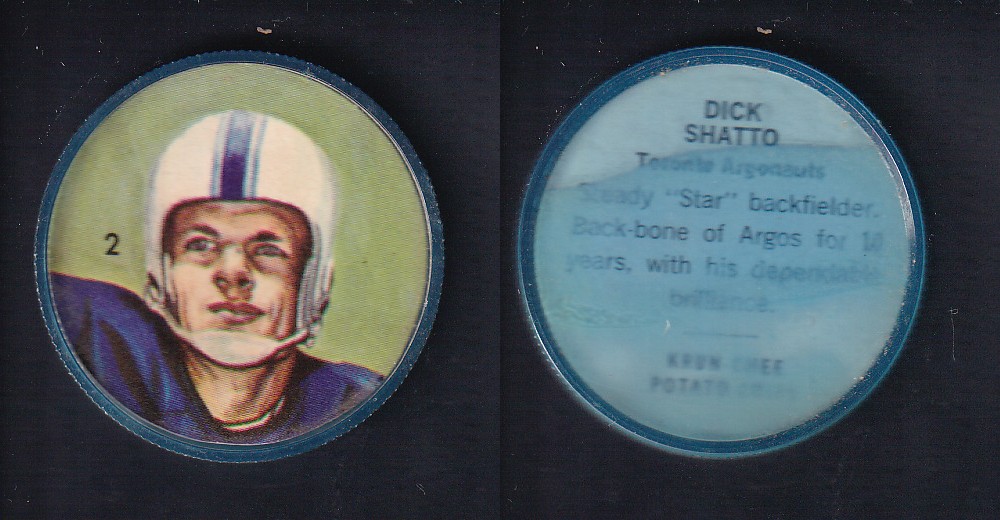 2
DICK
SHATTO
Toronto Argonauts
Steady "Star" backfielder.
Back-bone of Argos for 10
years, with his dependable
brilliance.
KRUN-CHEE
POTATO